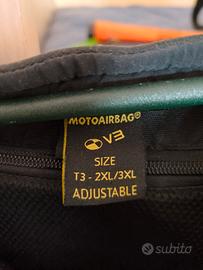 MOTOAIRBAG®
V3
SIZE
T3 - 2XL/3XL
ADJUSTABLE
subito